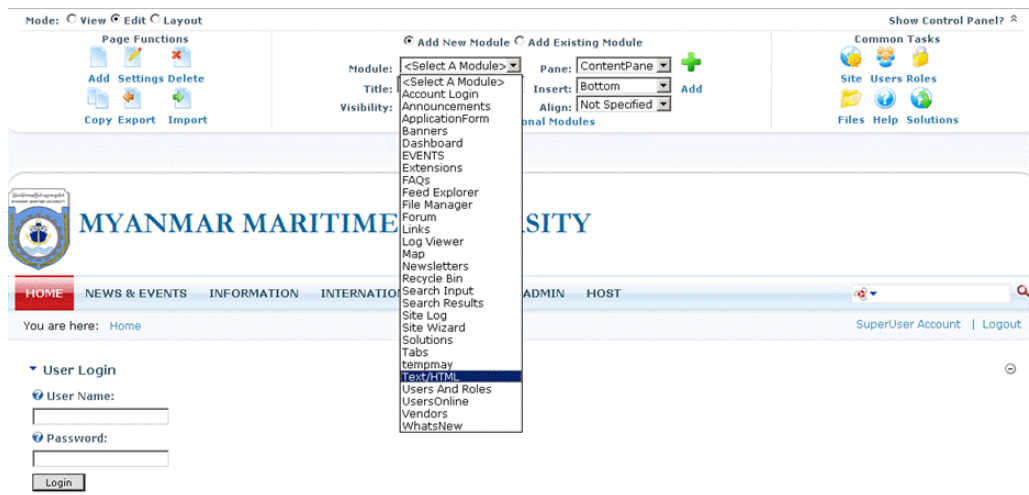 Mode: View Edit Layout
Show Control Panel?
Page Functions
Add Settings Delete
Copy Export Import
Add New Module Add Existing Module
Module: <Select A Module> Pane: ContentPane
Title: Insert: Bottom Add
Visibility: Align: Not Specified
onal Modules
<Select A Module>
Account Login
Announcements
ApplicationForm
Banners
Dashboard
EVENTS
Extensions
FAQs
Feed Explorer
File Manager
Forum
Links
Log Viewer
Map
Newsletters
Recycle Bin
Search Input
Search Results
Site Log
Site Wizard
Solutions
Tabs
tempmay
Text/HTML
Users And Roles
UsersOnline
Vendors
WhatsNew
Common Tasks
Site Users Roles
Files Help Solutions
MYANMAR MARITIME SITY
HOME NEWS & EVENTS INFORMATION INTERNATIO ADMIN HOST
You are here: Home
SuperUser Account | Logout
User Login
User Name:
Password:
Login